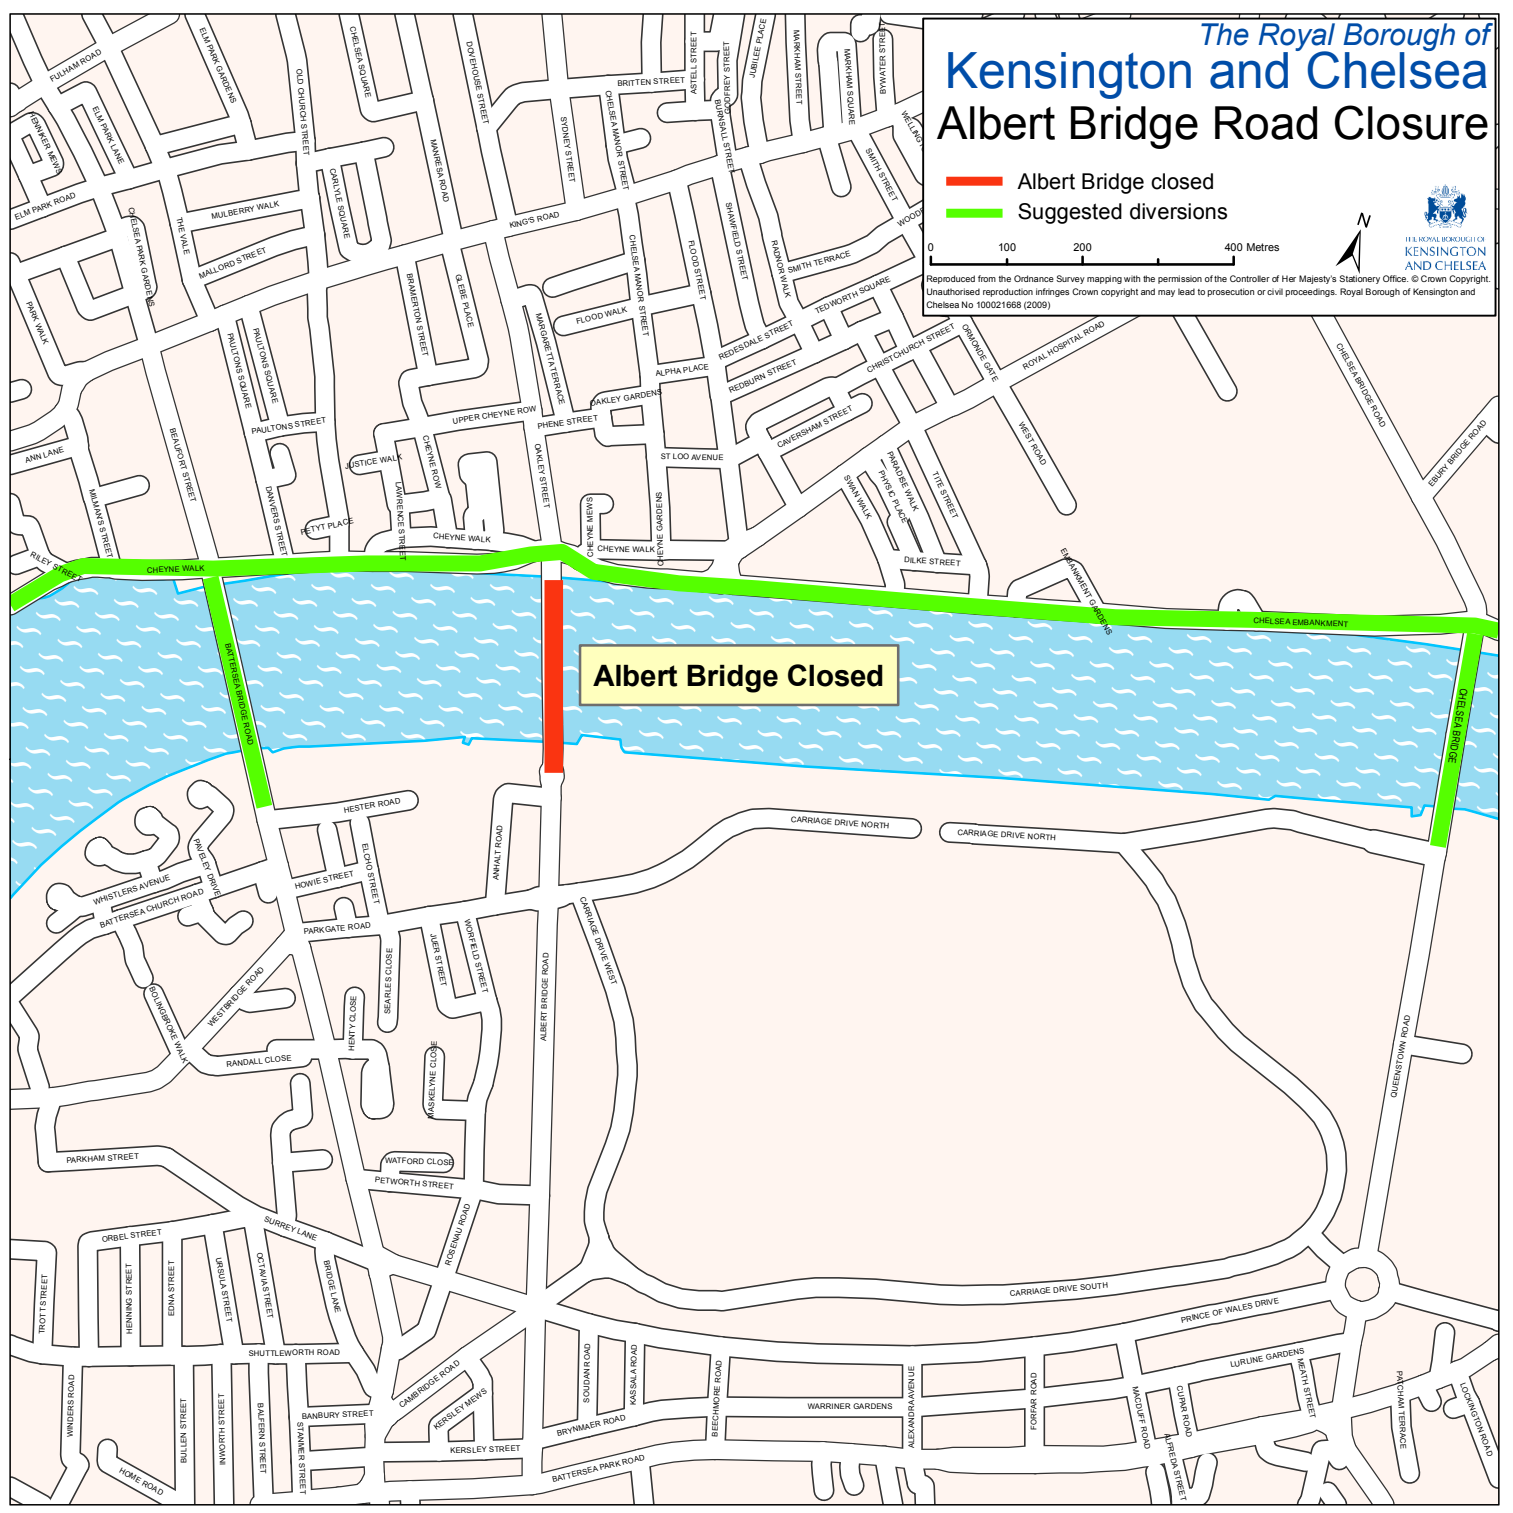 The Royal Borough of
Kensington and Chelsea
Albert Bridge Road Closure
Albert Bridge closed
Suggested diversions
N
0 100 200 400 Metres
THE ROYAL BOROUGH OF
KENSINGTON
AND CHELSEA
Reproduced from the Ordnance Survey mapping with the permission of the Controller of Her Majesty's Stationery Office. © Crown Copyright.
Unauthorised reproduction infringes Crown copyright and may lead to prosecution or civil proceedings. Royal Borough of Kensington and
Chelsea No 100021668 (2009)
FULHAM ROAD
ELM PARK GARDENS
OLD CHURCH STREET
CHELSEA SQUARE
DOVEHOUSE STREET
BRITTEN STREET
ASTELL STREET
GODFREY STREET
JUBILEE PLACE
MARKHAM STREET
MARKHAM SQUARE
BYWATER STREET
HENNIKER MEWS
ELM PARK LANE
SYDNEY STREET
CHELSEA MANOR STREET
BURNSALL STREET
SMITH STREET
MANRESA ROAD
CARLYLE SQUARE
ELM PARK ROAD
CHELSEA PARK GARDENS
THE VALE
MULBERRY WALK
MALLORD STREET
KING'S ROAD
CHELSEA MANOR STREET
FLOOD STREET
SHAWFIELD STREET
RADNOR WALK
SMITH TERRACE
TEDWORTH SQUARE
PARK WALK
PAULTONS SQUARE
PAULTONS SQUARE
BRAMERTON STREET
GLEBE PLACE
MARGARETTA TERRACE
FLOOD WALK
REDESDALE STREET
ALPHA PLACE
REDBURN STREET
CHRISTCHURCH STREET
ORMONDE GATE
ROYAL HOSPITAL ROAD
CHELSEA BRIDGE ROAD
EBURY BRIDGE ROAD
OAKLEY GARDENS
UPPER CHEYNE ROW
PHENE STREET
PAULTONS STREET
CAVERSHAM STREET
WEST ROAD
ANN LANE
BEAUFORT STREET
JUSTICE WALK
CHEYNE ROW
OAKLEY STREET
ST LOO AVENUE
MILMAN'S STREET
DANVERS STREET
PETYT PLACE
LAWRENCE STREET
CHEYNE WALK
CHEYNE MEWS
CHEYNE WALK
CHEYNE GARDENS
SWAN WALK
PHYSIC PLACE
PARADISE WALK
TITE STREET
DILKE STREET
EMBANKMENT GARDENS
RILEY STREET
CHEYNE WALK
CHELSEA EMBANKMENT
BATTERSEA BRIDGE ROAD
Albert Bridge Closed
CHELSEA BRIDGE
HESTER ROAD
ANHALT ROAD
CARRIAGE DRIVE NORTH
CARRIAGE DRIVE NORTH
PAVELEY DRIVE
ELCHO STREET
HOWIE STREET
WHISTLERS AVENUE
BATTERSEA CHURCH ROAD
PARKGATE ROAD
JUER STREET
WORFIELD STREET
CARRIAGE DRIVE WEST
ALBERT BRIDGE ROAD
SEARLES CLOSE
WESTBRIDGE ROAD
BOLINGBROKE WALK
HENTY CLOSE
RANDALL CLOSE
MASKELYNE CLOSE
QUEENSTOWN ROAD
PARKHAM STREET
WATFORD CLOSE
PETWORTH STREET
SURREY LANE
ROSENAU ROAD
ORBEL STREET
TROTT STREET
HENNING STREET
EDNA STREET
URSULA STREET
OCTAVIA STREET
BRIDGE LANE
CARRIAGE DRIVE SOUTH
PRINCE OF WALES DRIVE
SHUTTLEWORTH ROAD
CAMBRIDGE ROAD
KERSLEY MEWS
SOUDAN ROAD
KASSALA ROAD
BEECHMORE ROAD
WARRINER GARDENS
ALEXANDRA AVENUE
FORFAR ROAD
MACDUFF ROAD
CUPAR ROAD
LURLINE GARDENS
MEATH STREET
PATCHAM TERRACE
LOCKINGTON ROAD
WINDERS ROAD
BULLEN STREET
INWORTH STREET
BALFERN STREET
STANMER STREET
BANBURY STREET
KERSLEY STREET
BRYNMAER ROAD
BATTERSEA PARK ROAD
ALFREDA STREET
HOME ROAD